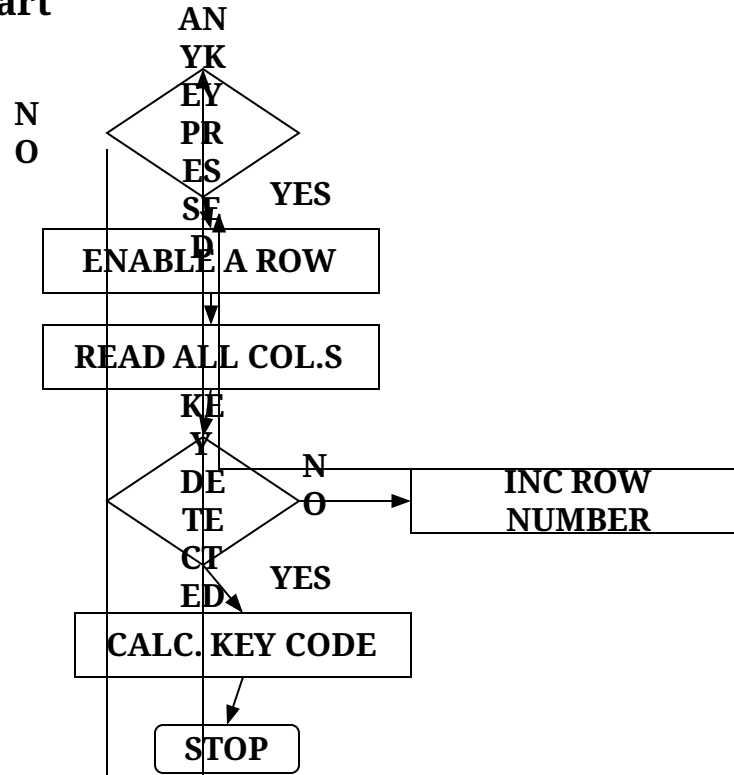 art
AN
YK
EY
PR
ES
SE
D
N
O
YES
ENABLE A ROW
READ ALL COL.S
KE
Y
DE
TE
CT
ED
N
O
INC ROW
NUMBER
YES
CALC. KEY CODE
STOP